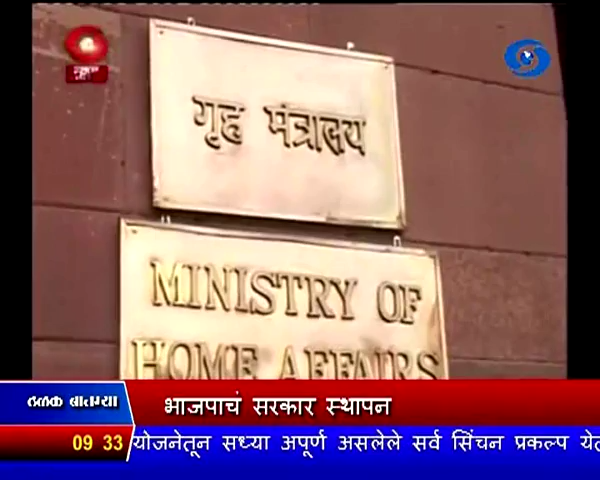 गृह मंत्रालय
MINISTRY OF
HOME AFFAIRS
ठळक बातम्या
भाजपाचं सरकार स्थापन
09 33
योजनेतून सध्या अपूर्ण असलेले सर्व सिंचन प्रकल्प